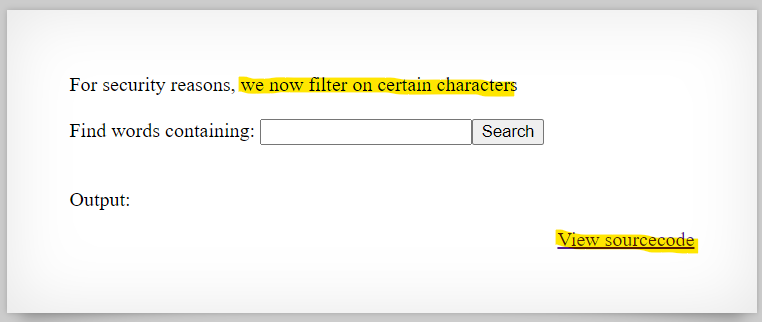 For security reasons, we now filter on certain characters
Find words containing: Search
Output:
View sourcecode